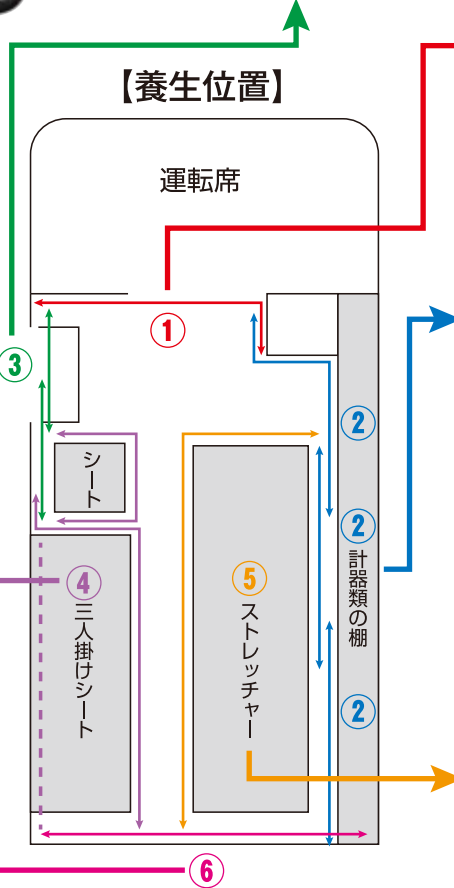 【養生位置】
運転席
①
③
②
シート
②
計器類の棚
④
三人掛けシート
⑤
ストレッチャー
②
⑥